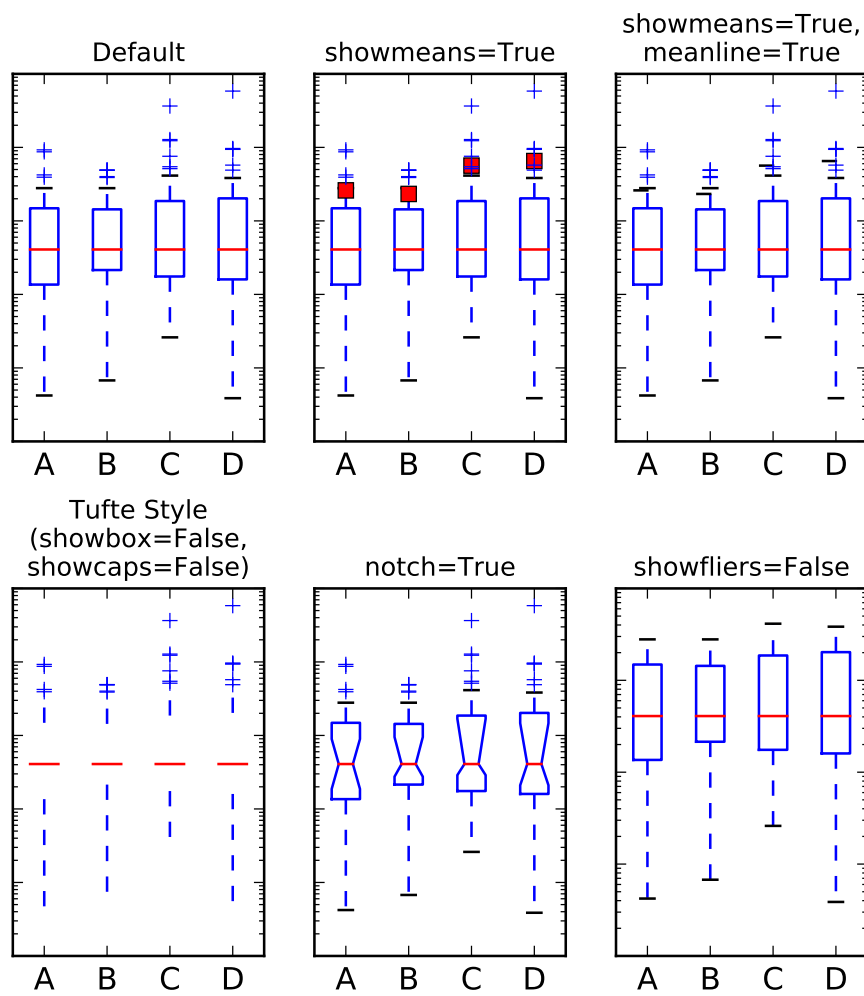 Default
showmeans=True
showmeans=True,
meanline=True
A B C D
A B C D
A B C D
Tufte Style
(showbox=False,
showcaps=False)
notch=True
showfliers=False
A B C D
A B C D
A B C D